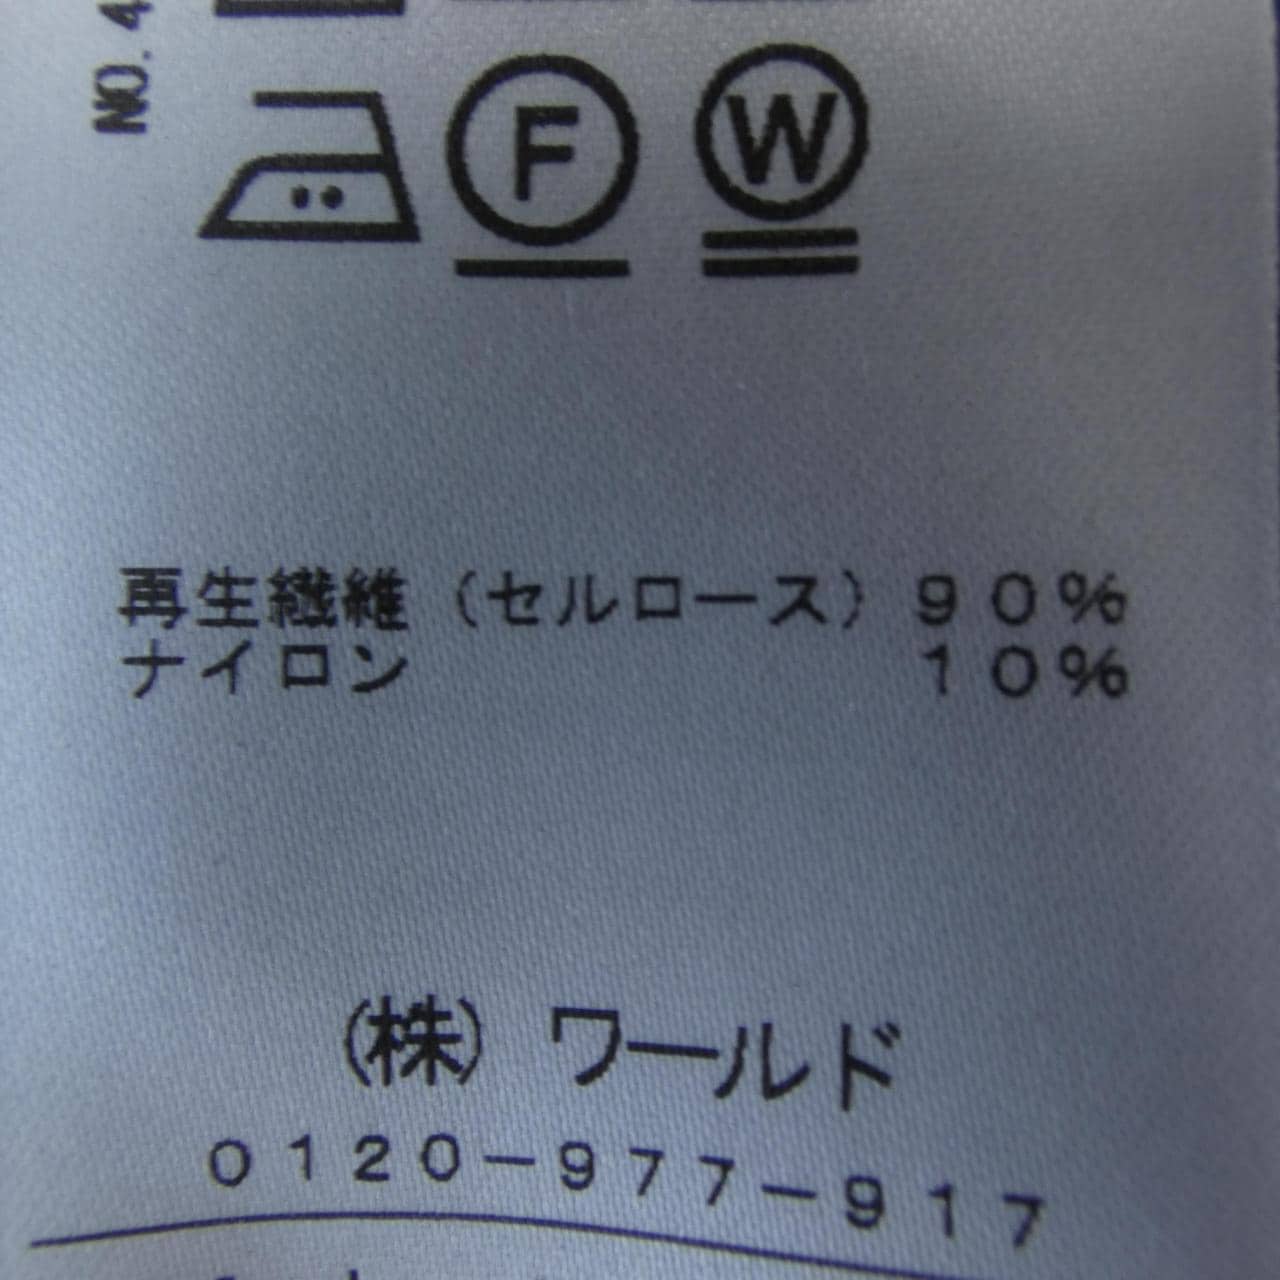 NO. 4
F W
再生繊維（セルロース）90%
ナイロン 10%
(株) ワールド
0120-977-917